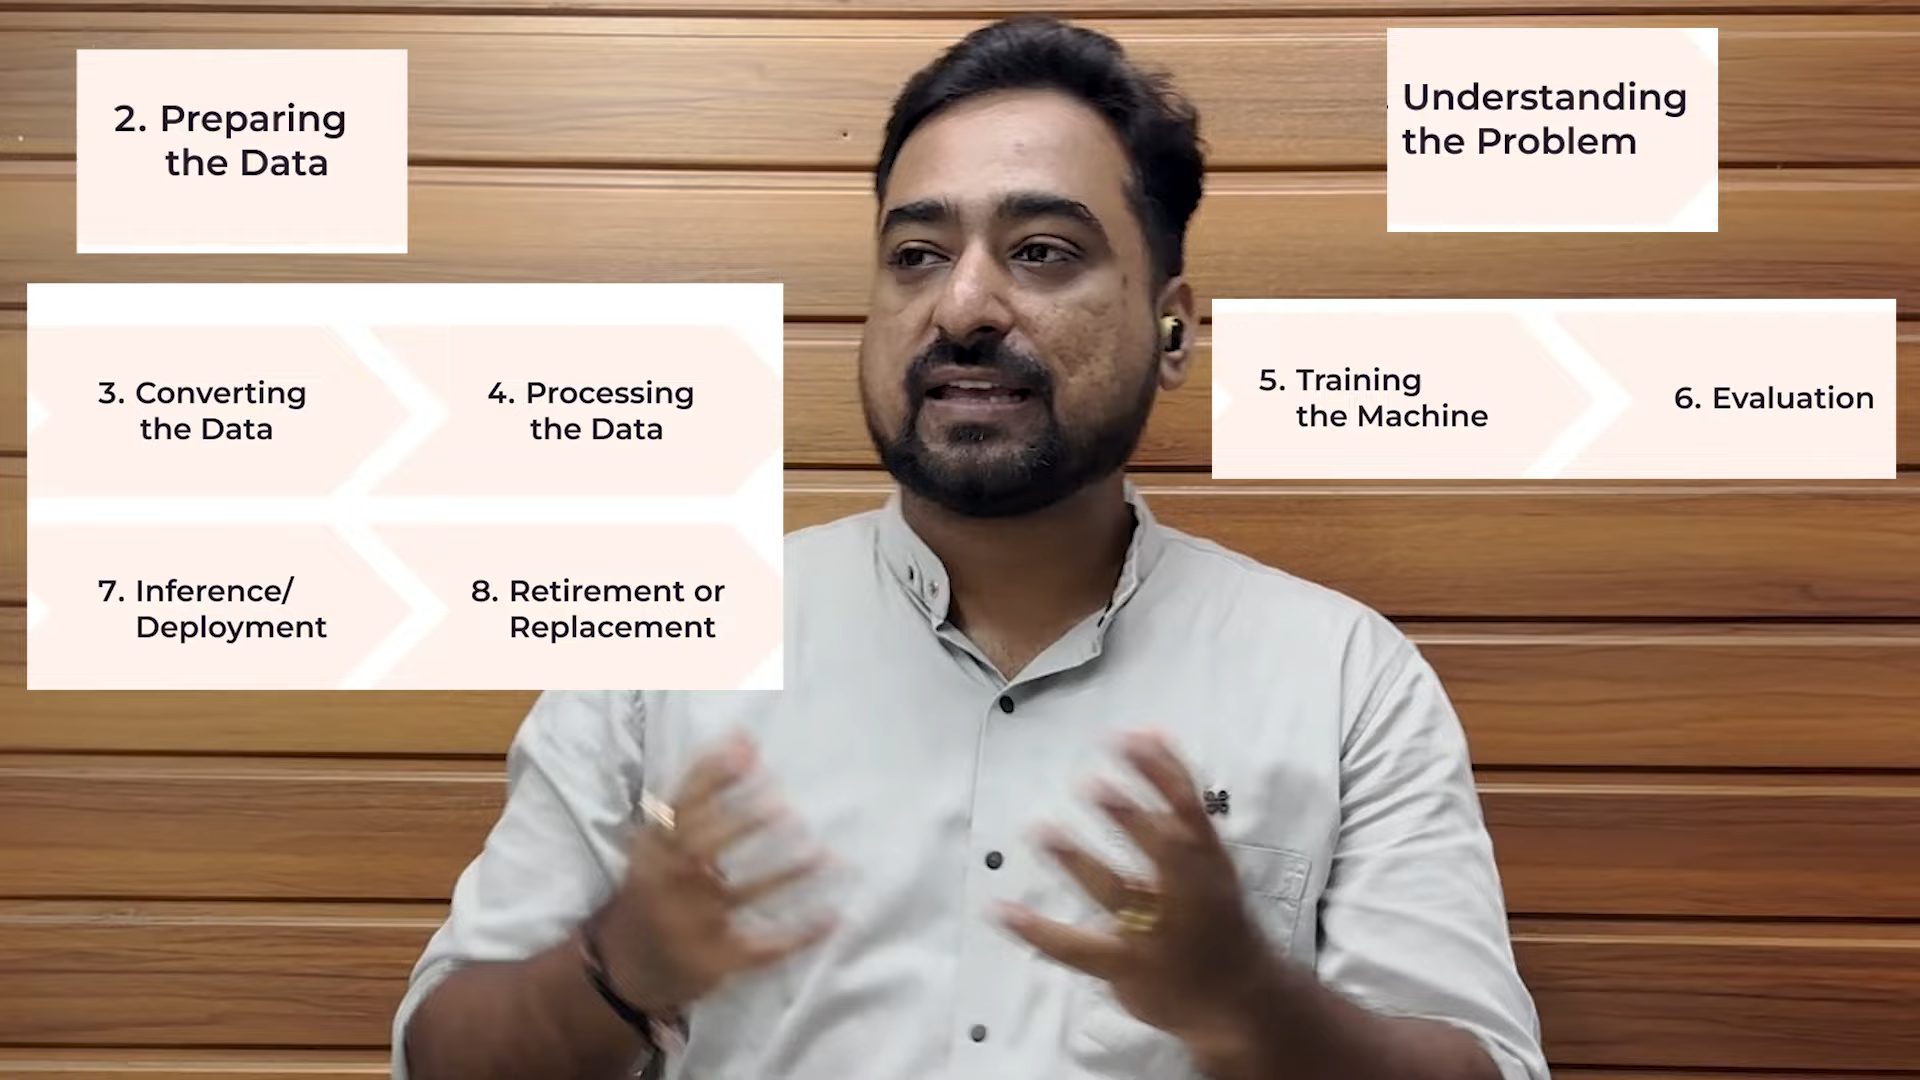 2. Preparing
the Data
Understanding
the Problem
3. Converting
the Data
4. Processing
the Data
5. Training
the Machine
6. Evaluation
7. Inference/
Deployment
8. Retirement or
Replacement